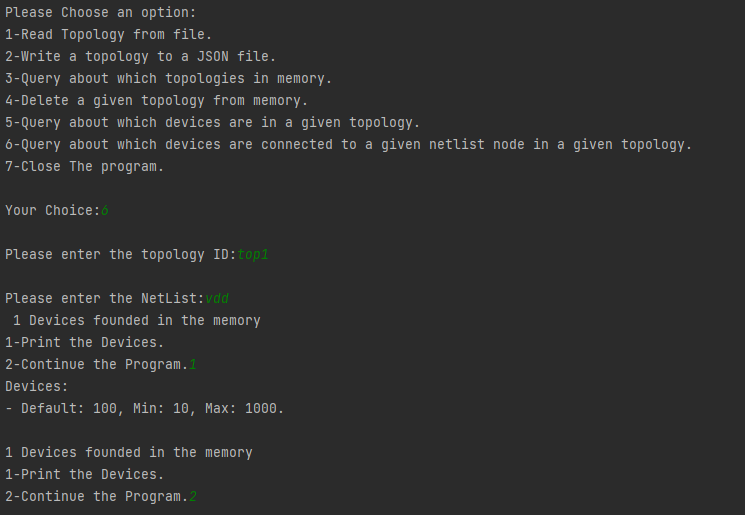 Please Choose an option:
1-Read Topology from file.
2-Write a topology to a JSON file.
3-Query about which topologies in memory.
4-Delete a given topology from memory.
5-Query about which devices are in a given topology.
6-Query about which devices are connected to a given netlist node in a given topology.
7-Close The program.
Your Choice:6
Please enter the topology ID:top1
Please enter the NetList:vdd
1 Devices founded in the memory
1-Print the Devices.
2-Continue the Program.1
Devices:
- Default: 100, Min: 10, Max: 1000.
1 Devices founded in the memory
1-Print the Devices.
2-Continue the Program.2